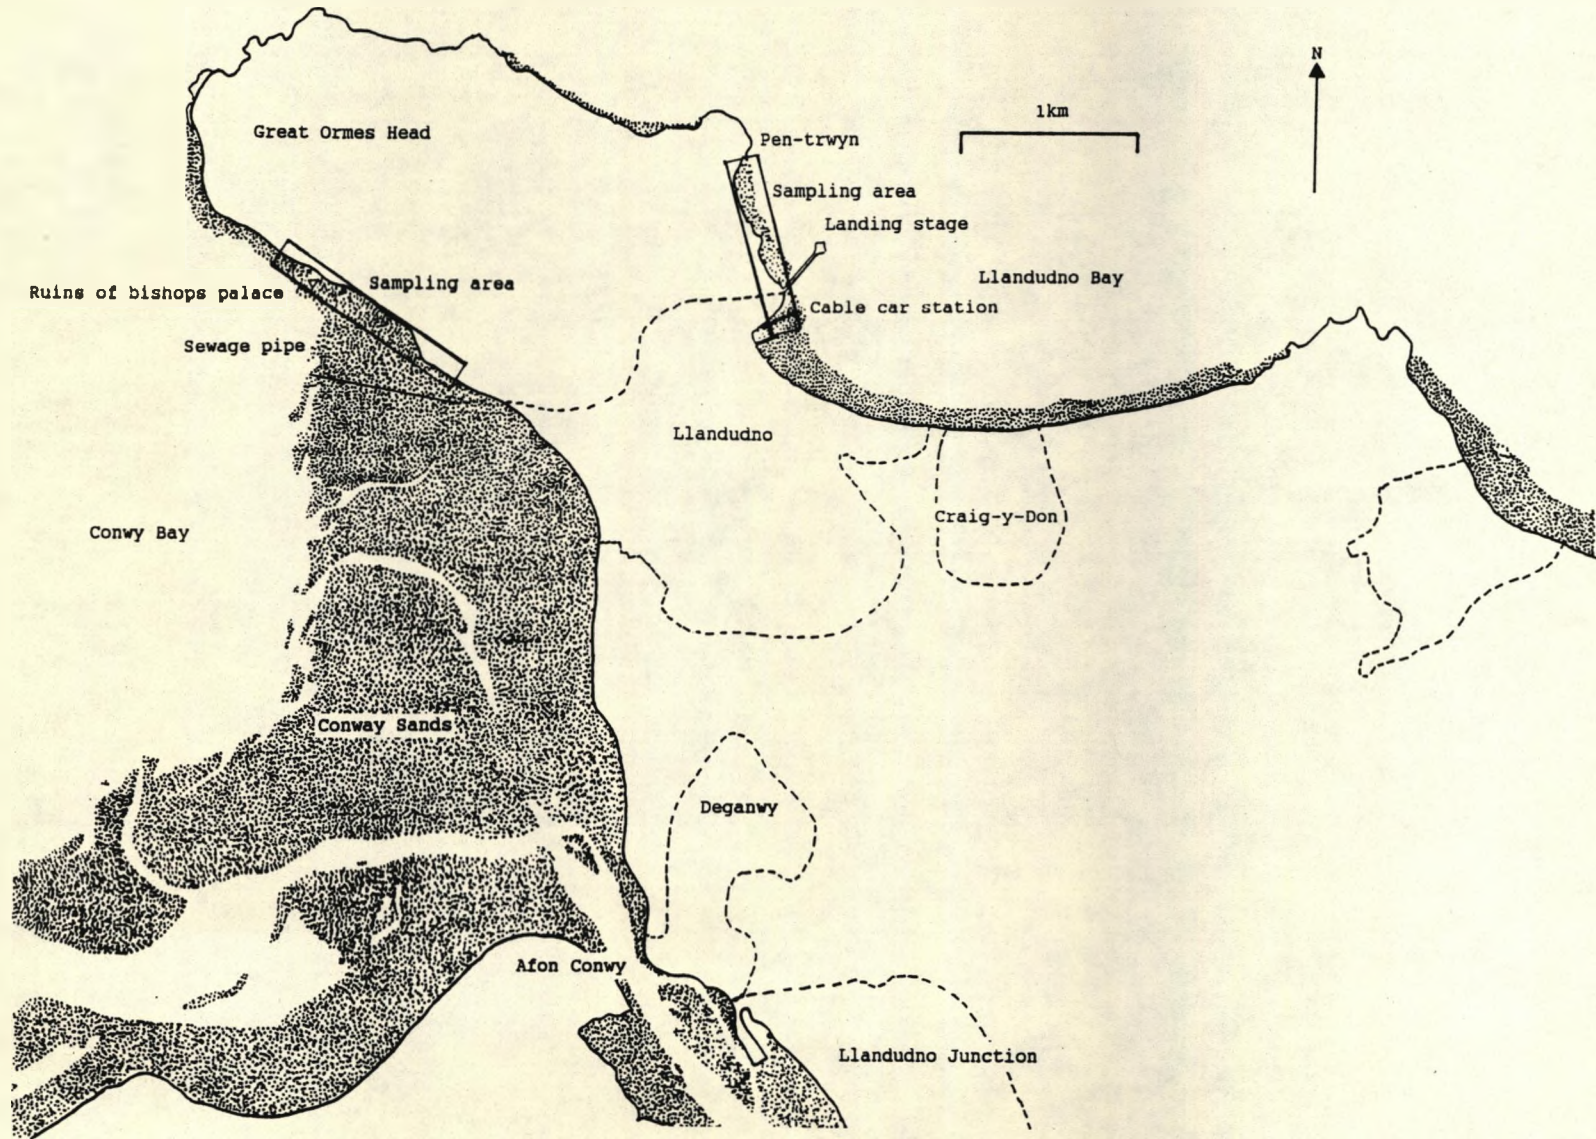 N
1km
Great Ormes Head
Pen-trwyn
Sampling area
Landing stage
Llandudno Bay
Sampling area
Ruins of bishops palace
Cable car station
Sewage pipe
Llandudno
Craig-y-Don
Conwy Bay
Conway Sands
Deganwy
Afon Conwy
Llandudno Junction